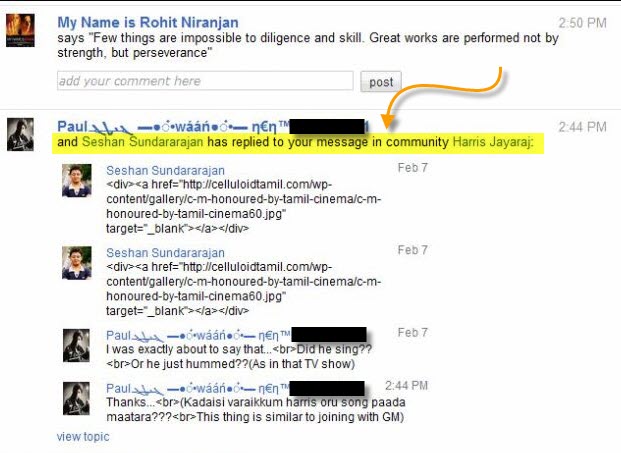 My Name is Rohit Niranjan
2:50 PM
says "Few things are impossible to diligence and skill. Great works are performed not by
strength, but perseverance"
add your comment here
post
Paul
wááń
η€η™
2:44 PM
and Seshan Sundararajan has replied to your message in community Harris Jayaraj:
Seshan Sundararajan
Feb 7
<div><a href="http://celluloidtamil.com/wp-
content/gallery/c-m-honoured-by-tamil-cinema/c-m-
honoured-by-tamil-cinema60.jpg"
target="_blank"></a></div>
Seshan Sundararajan
Feb 7
<div><a href="http://celluloidtamil.com/wp-
content/gallery/c-m-honoured-by-tamil-cinema/c-m-
honoured-by-tamil-cinema60.jpg"
target="_blank"></a></div>
Paul
wááń
η€η™
Feb 7
I was exactly about to say that...<br>Did he sing??
<br>Or he just hummed??(As in that TV show)
Paul
wááń
η€η™
2:44 PM
Thanks...<br>(Kadaisi varaikkum harris oru song paada
maatara???<br>This thing is similar to joining with GM)
view topic